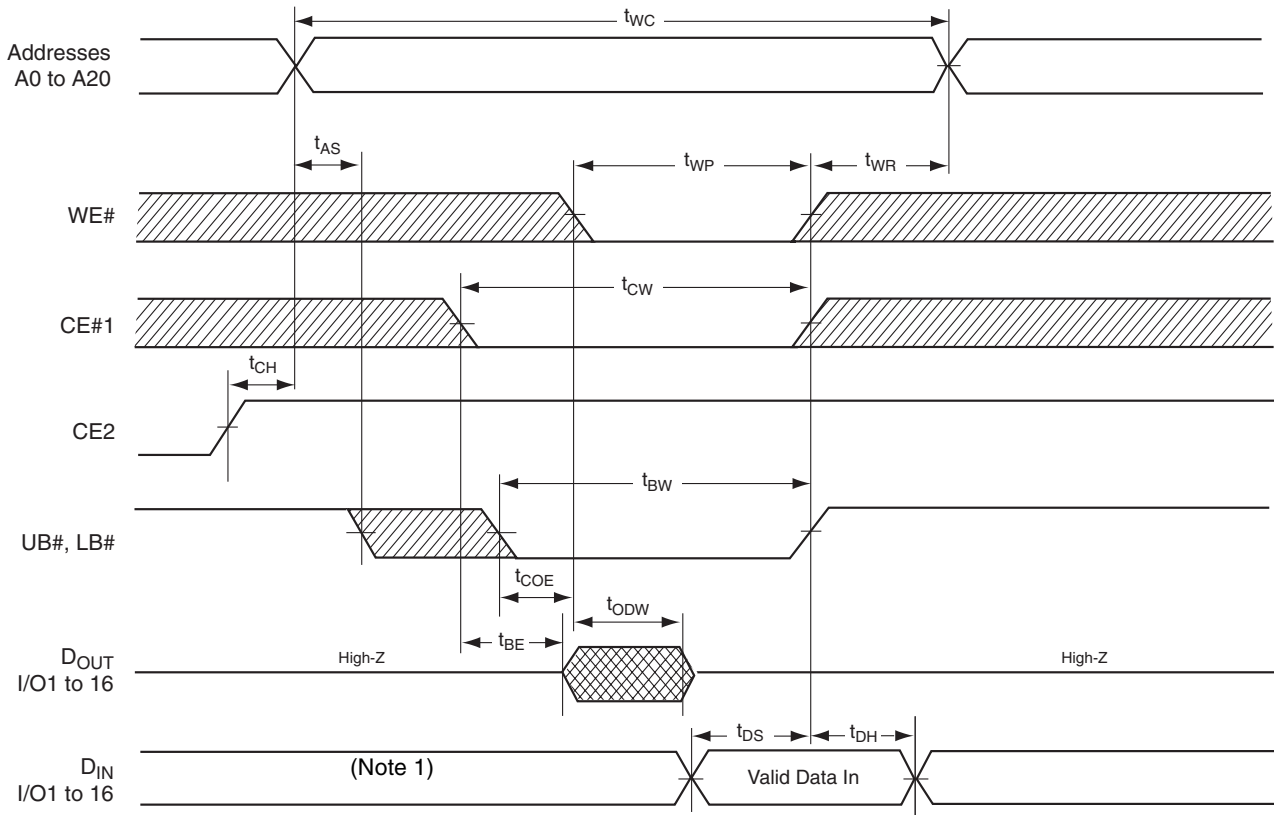 tWC
Addresses
A0 to A20
tAS
tWP
tWR
WE#
tCW
CE#1
tCH
CE2
tBW
UB#, LB#
tCOE
tODW
tBE
DOUT
I/O1 to 16
High-Z
High-Z
tDS
tDH
DIN
I/O1 to 16
(Note 1)
Valid Data In